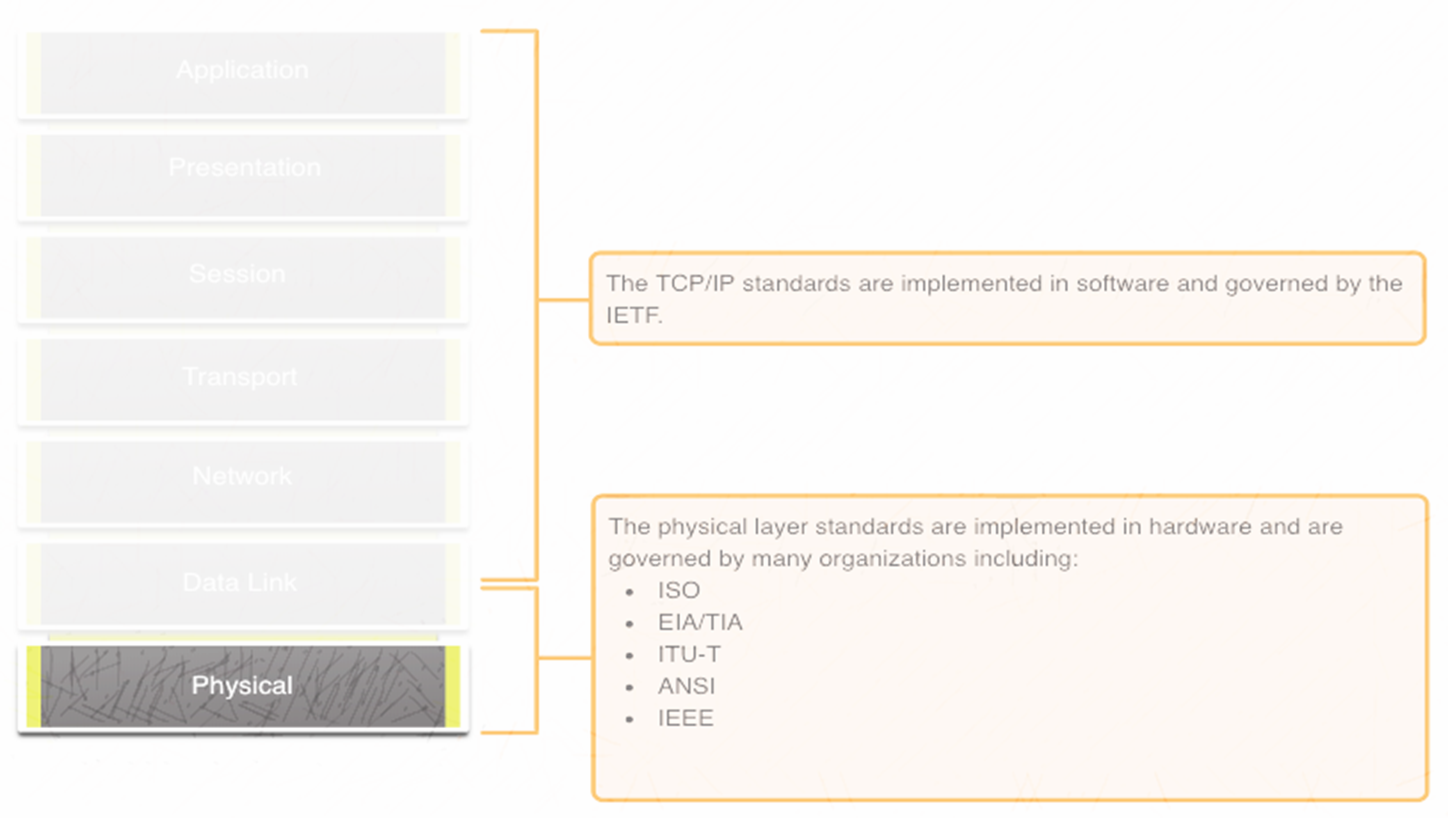 Application
Presentation
Session
Transport
Network
Data Link
Physical
The TCP/IP standards are implemented in software and governed by the
IETF.
The physical layer standards are implemented in hardware and are
governed by many organizations including:
• ISO
• EIA/TIA
• ITU-T
• ANSI
• IEEE